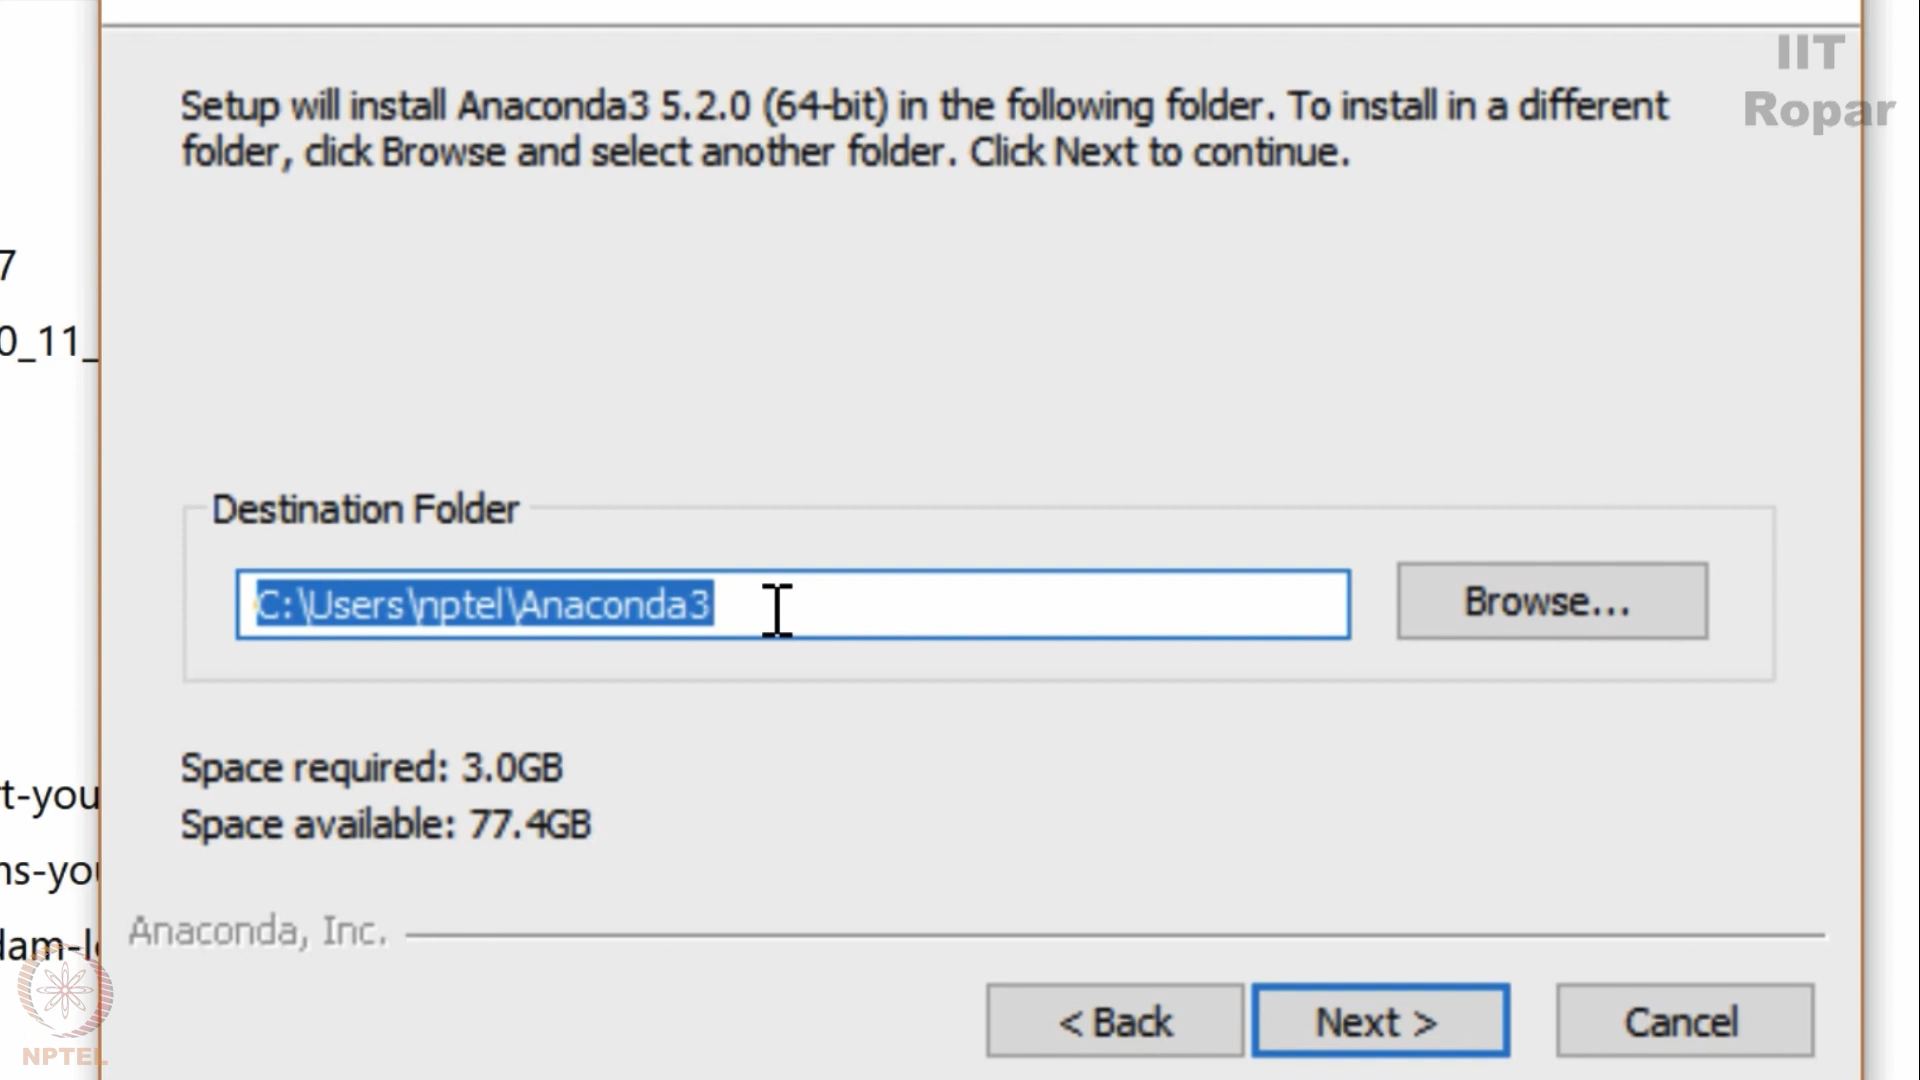 IIT
Ropar
Setup will install Anaconda3 5.2.0 (64-bit) in the following folder. To install in a different
folder, click Browse and select another folder. Click Next to continue.
7
0_11_
Destination Folder
C:\Users\nptel\Anaconda3
Browse...
Space required: 3.0GB
Space available: 77.4GB
t-you
ns-you
dam-l
Anaconda, Inc.
< Back
Next >
Cancel
NPTEL